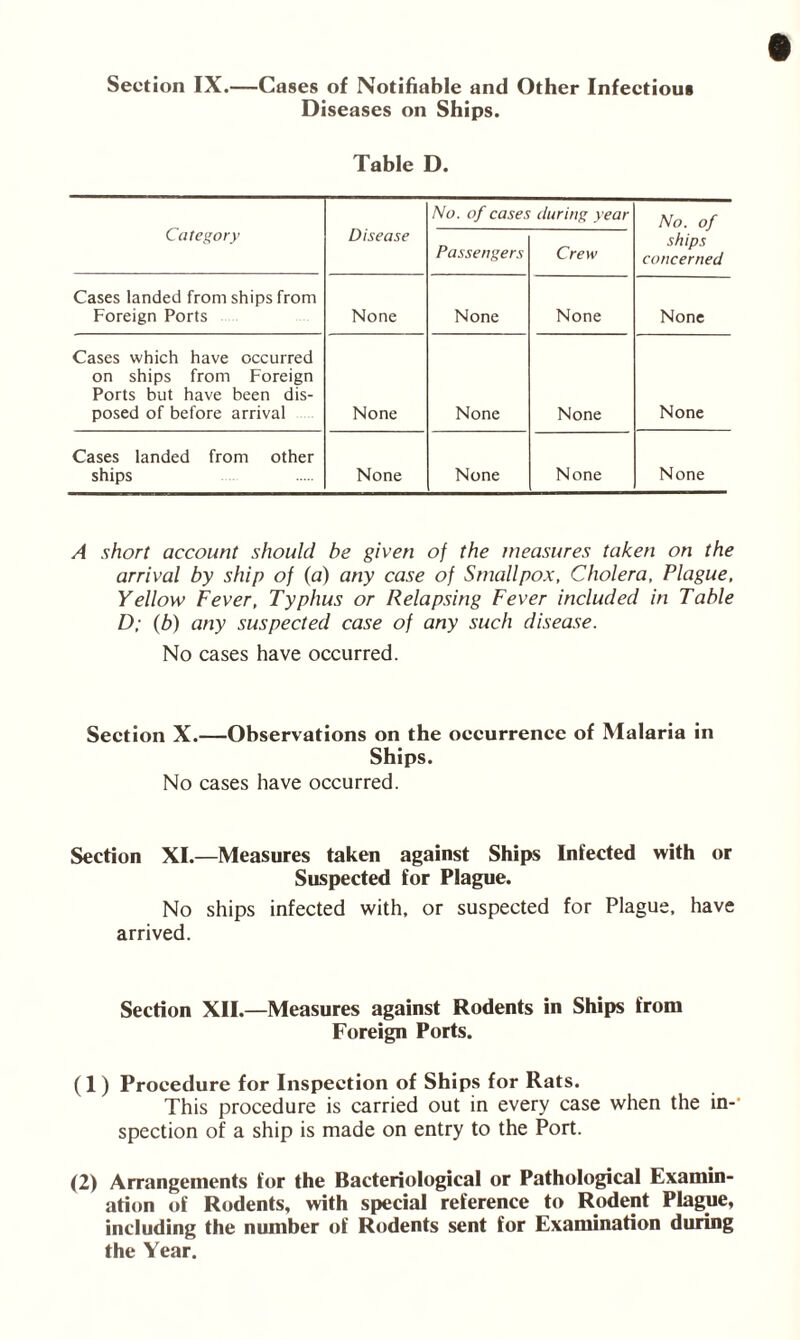 Section IX.—Cases of Notifiable and Other Infectious
Diseases on Ships.
Table D.
Category Disease No. of cases during year No. of ships concerned
Passengers Crew
Cases landed from ships from
Foreign Ports ..... None None None None
Cases which have occurred
on ships from Foreign
Ports but have been dis-
posed of before arrival None None None None
Cases landed from other
ships ..... ..... None None None None
A short account should be given of the measures taken on the
arrival by ship of (a) any case of Smallpox, Cholera, Plague,
Yellow Fever, Typhus or Relapsing Fever included in Table
D; (b) any suspected case of any such disease.
No cases have occurred.
Section X.—Observations on the occurrence of Malaria in
Ships.
No cases have occurred.
Section XI.—Measures taken against Ships Infected with or
Suspected for Plague.
No ships infected with, or suspected for Plague, have
arrived.
Section XII.—Measures against Rodents in Ships from
Foreign Ports.
(1) Procedure for Inspection of Ships for Rats.
This procedure is carried out in every case when the in-
spection of a ship is made on entry to the Port.
(2) Arrangements for the Bacteriological or Pathological Examin-
ation of Rodents, with special reference to Rodent Plague,
including the number of Rodents sent for Examination during
the Year.